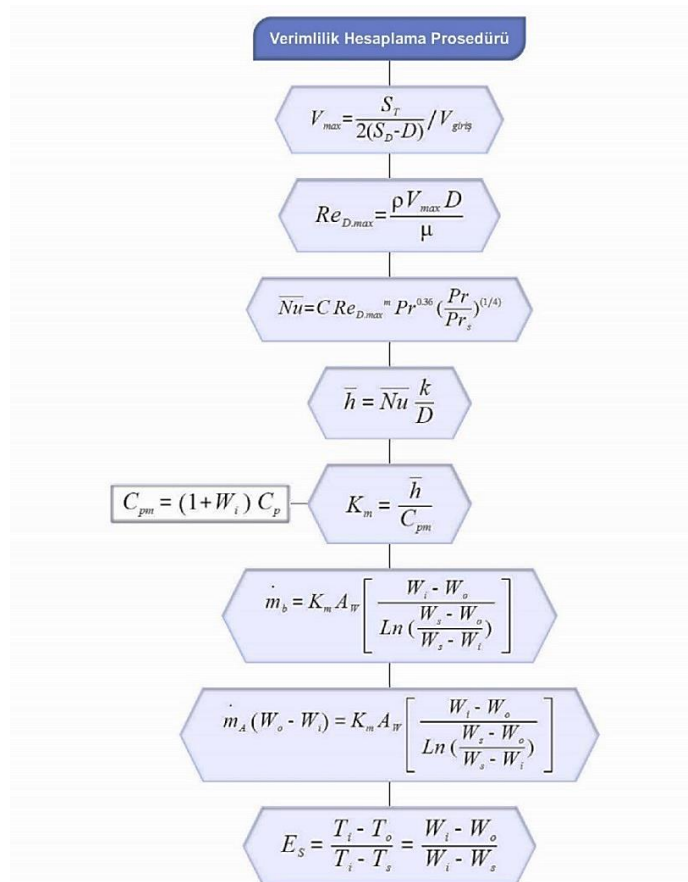 Verimlilik Hesaplama Prosedürü
V_max = S_T / 2(S_D-D) / V_giriş
Re_D.max = ρ V_max D / μ
N̅u̅ = C Re_D.max^m Pr^0.36 (Pr / Pr_s)^(1/4)
h̅ = N̅u̅ k / D
C_pm = (1+W_i) C_p
K_m = h̅ / C_pm
ṁ_b = K_m A_W [ W_i - W_o / Ln ( W_s - W_o / W_s - W_i ) ]
ṁ_A (W_o - W_i) = K_m A_W [ W_i - W_o / Ln ( W_s - W_o / W_s - W_i ) ]
E_S = T_i - T_o / T_i - T_s = W_i - W_o / W_i - W_s